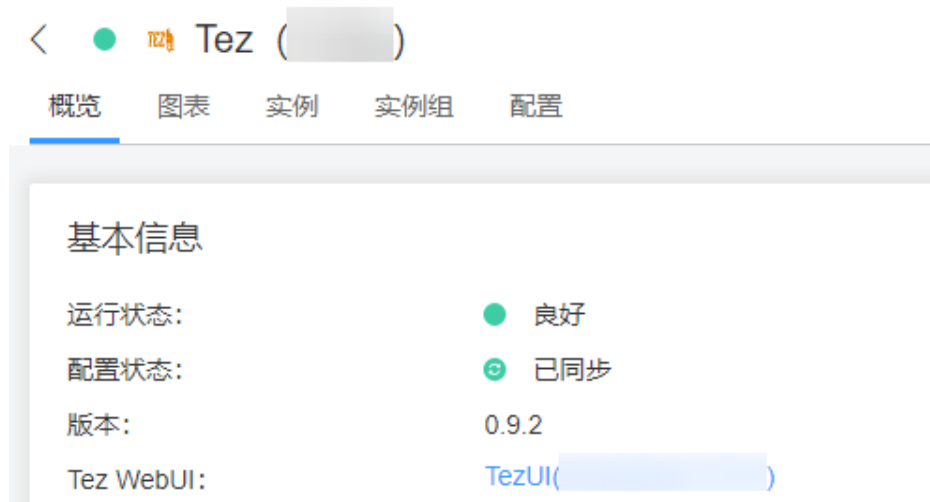 TEZ Tez ( )
概览 图表 实例 实例组 配置
基本信息
运行状态: 良好
配置状态: 已同步
版本: 0.9.2
Tez WebUI: TezUI( )